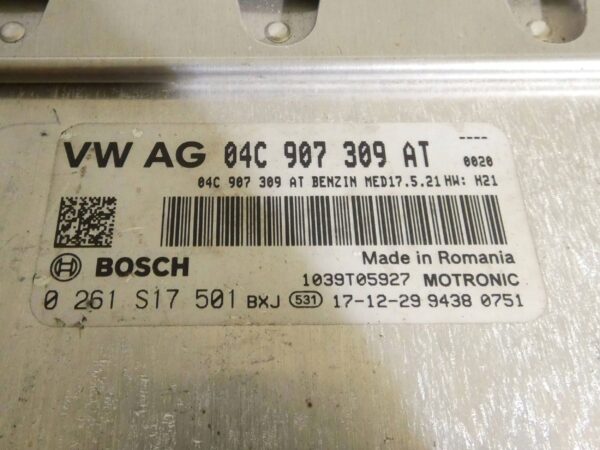 VW AG 04C 907 309 AT ---- 0020
04C 907 309 AT BENZIN MED17.5.21 HW: H21
Made in Romania
BOSCH 1039T05927 MOTRONIC
0 261 S17 501 BXJ 531 17-12-29 9438 0751